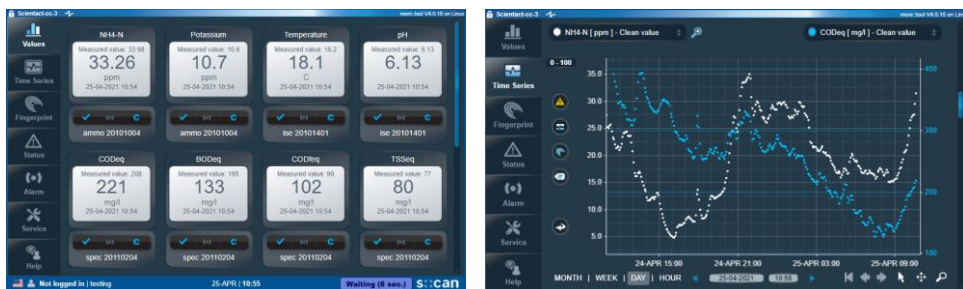 Scientact-cc-3
moni::tool V4.0.15 on Linux
Values
Time Series
Fingerprint
Status
Alarm
Service
Help
NH4-N
Measured value: 33.98
33.26
ppm
25-04-2021 10:54
ammo 20101004
Potassium
Measured value: 10.6
10.7
ppm
25-04-2021 10:54
ammo 20101004
Temperature
Measured value: 18.2
18.1
C
25-04-2021 10:54
ise 20101401
pH
Measured value: 6.13
6.13
25-04-2021 10:54
ise 20101401
CODeq
Measured value: 208
221
mg/l
25-04-2021 10:54
spec 20110204
BODeq
Measured value: 165
133
mg/l
25-04-2021 10:54
spec 20110204
CODfeq
Measured value: 90
102
mg/l
25-04-2021 10:54
spec 20110204
TSSeq
Measured value: 77
80
mg/l
25-04-2021 10:54
spec 20110204
Not logged in | testing
25-APR | 10:55
Waiting (6 sec.)
s::can
Scientact-cc-3
moni::tool V4.0.15 on Lin
Values
Time Series
Fingerprint
Status
Alarm
Service
Help
NH4-N [ ppm ] - Clean value
CODeq [ mg/l ] - Clean value
0 - 100
35.0
30.0
25.0
20.0
15.0
10.0
5.0
400
300
200
100
24-APR 15:00
24-APR 21:00
25-APR 03:00
25-APR 09:00
MONTH | WEEK | DAY | HOUR
25-04-2021
10:56